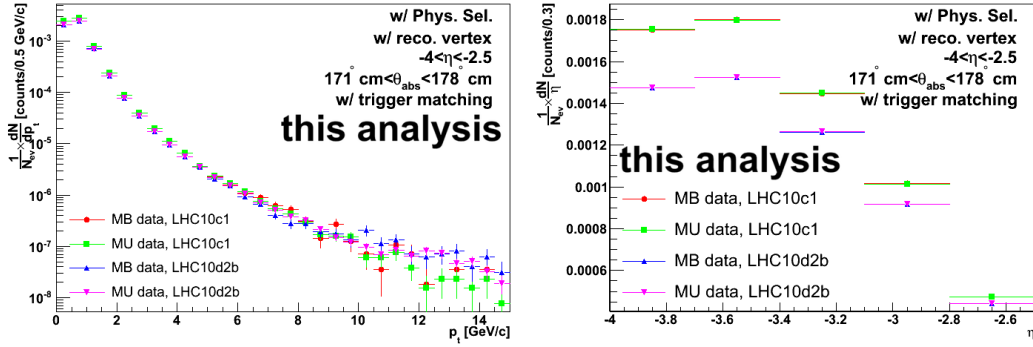 1/N_ev × dN/dp_t [counts/0.5 GeV/c]
10^-3
10^-4
10^-5
10^-6
10^-7
10^-8
w/ Phys. Sel.
w/ reco. vertex
-4<η<-2.5
171° cm<θ_abs<178° cm
w/ trigger matching
this analysis
MB data, LHC10c1
MU data, LHC10c1
MB data, LHC10d2b
MU data, LHC10d2b
0 2 4 6 8 10 12 14
p_t [GeV/c]
1/N_ev × dN/η [counts/0.3]
0.0018
0.0016
0.0014
0.0012
0.001
0.0008
0.0006
w/ Phys. Sel.
w/ reco. vertex
-4<η<-2.5
171° cm<θ_abs<178° cm
w/ trigger matching
this analysis
MB data, LHC10c1
MU data, LHC10c1
MB data, LHC10d2b
MU data, LHC10d2b
-4 -3.8 -3.6 -3.4 -3.2 -3 -2.8 -2.6
η